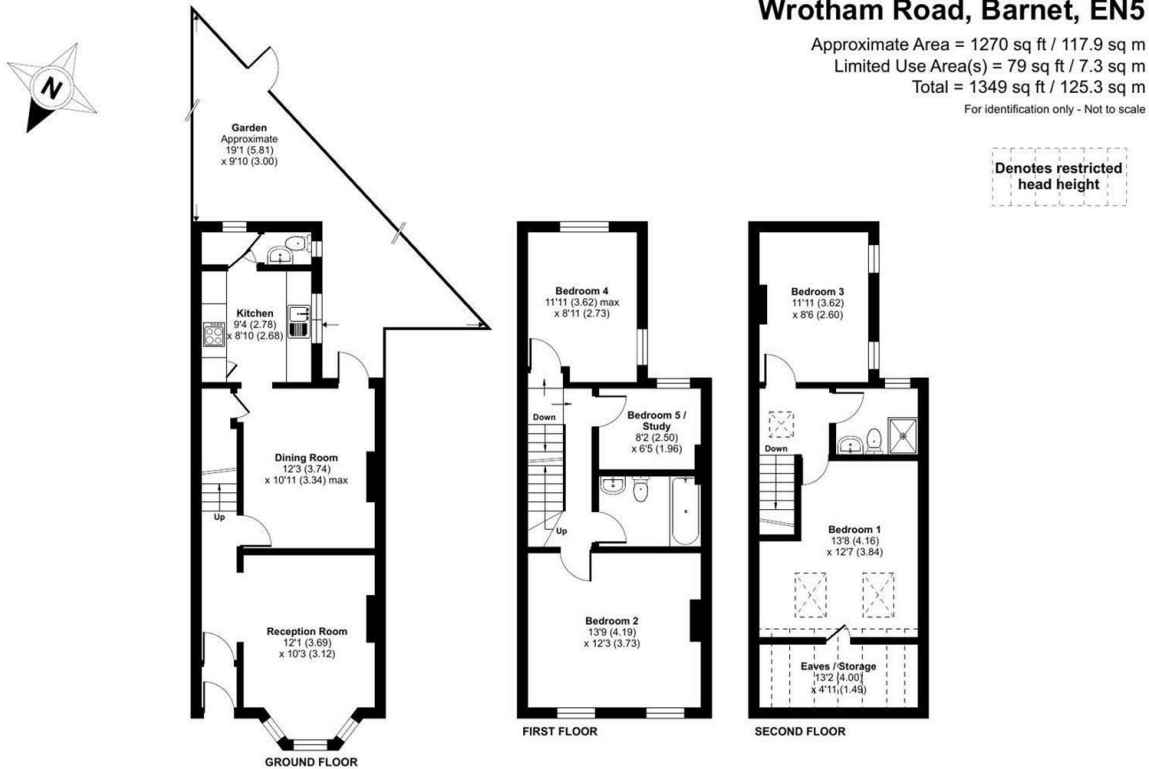 Wrotham Road, Barnet, EN5
Approximate Area = 1270 sq ft / 117.9 sq m
Limited Use Area(s) = 79 sq ft / 7.3 sq m
Total = 1349 sq ft / 125.3 sq m
For identification only - Not to scale
N
Denotes restricted
head height
Garden
Approximate
19'1 (5.81)
x 9'10 (3.00)
Kitchen
9'4 (2.78)
x 8'10 (2.68)
Dining Room
12'3 (3.74)
x 10'11 (3.34) max
Up
Reception Room
12'1 (3.69)
x 10'3 (3.12)
GROUND FLOOR
Bedroom 4
11'11 (3.62) max
x 8'11 (2.73)
Down
Bedroom 5 /
Study
8'2 (2.50)
x 6'5 (1.96)
Up
Bedroom 2
13'9 (4.19)
x 12'3 (3.73)
FIRST FLOOR
Bedroom 3
11'11 (3.62)
x 8'6 (2.60)
Down
Bedroom 1
13'8 (4.16)
x 12'7 (3.84)
Eaves / Storage
13'2 (4.00)
x 4'11 (1.49)
SECOND FLOOR